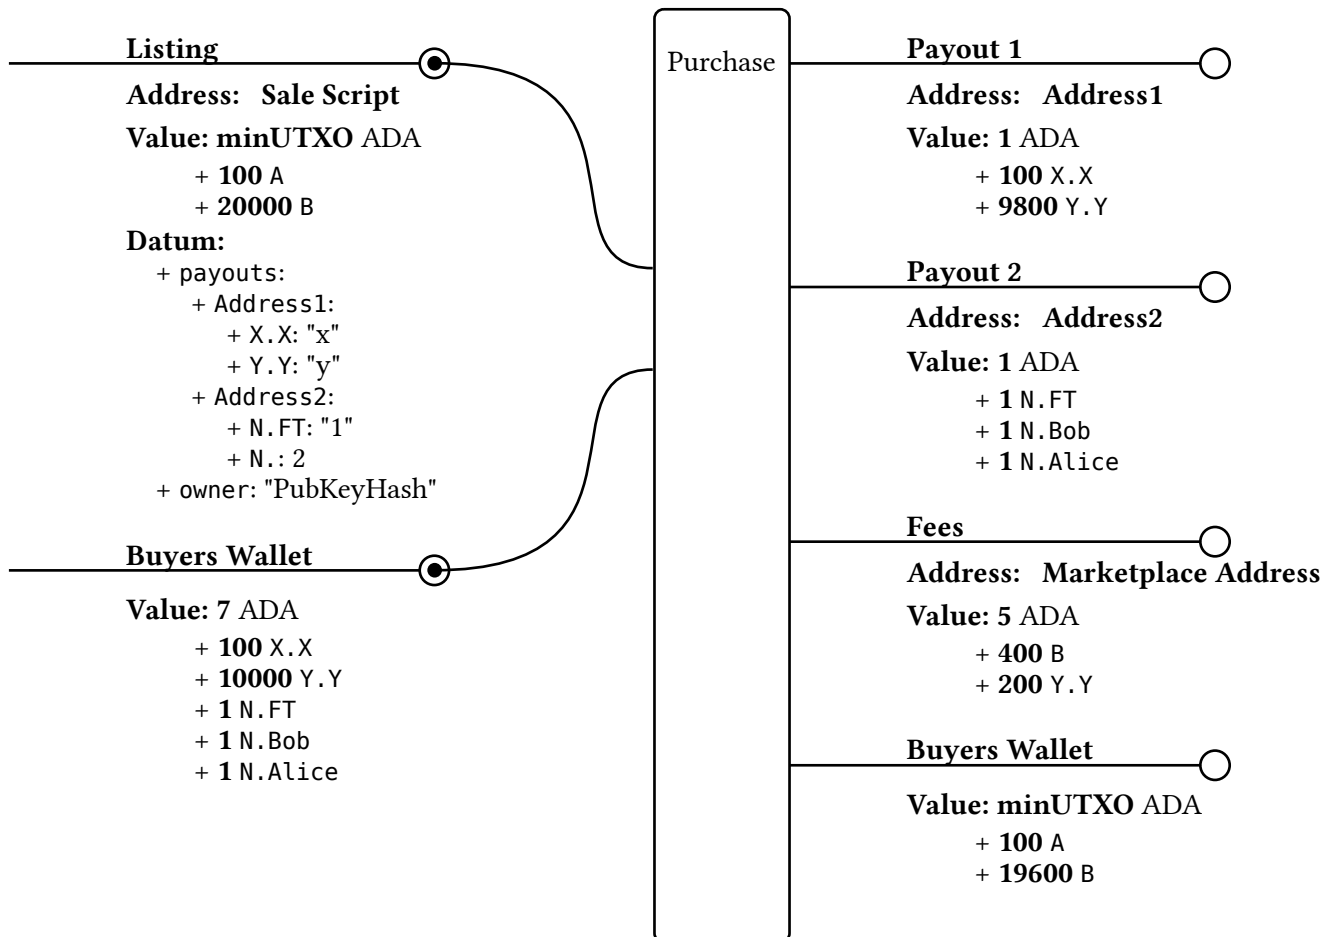 Listing
Address: Sale Script
Value: minUTXO ADA
+ 100 A
+ 20000 B
Datum:
+ payouts:
+ Address1:
+ X.X: "x"
+ Y.Y: "y"
+ Address2:
+ N.FT: "1"
+ N.: 2
+ owner: "PubKeyHash"
Buyers Wallet
Value: 7 ADA
+ 100 X.X
+ 10000 Y.Y
+ 1 N.FT
+ 1 N.Bob
+ 1 N.Alice
Purchase
Payout 1
Address: Address1
Value: 1 ADA
+ 100 X.X
+ 9800 Y.Y
Payout 2
Address: Address2
Value: 1 ADA
+ 1 N.FT
+ 1 N.Bob
+ 1 N.Alice
Fees
Address: Marketplace Address
Value: 5 ADA
+ 400 B
+ 200 Y.Y
Buyers Wallet
Value: minUTXO ADA
+ 100 A
+ 19600 B